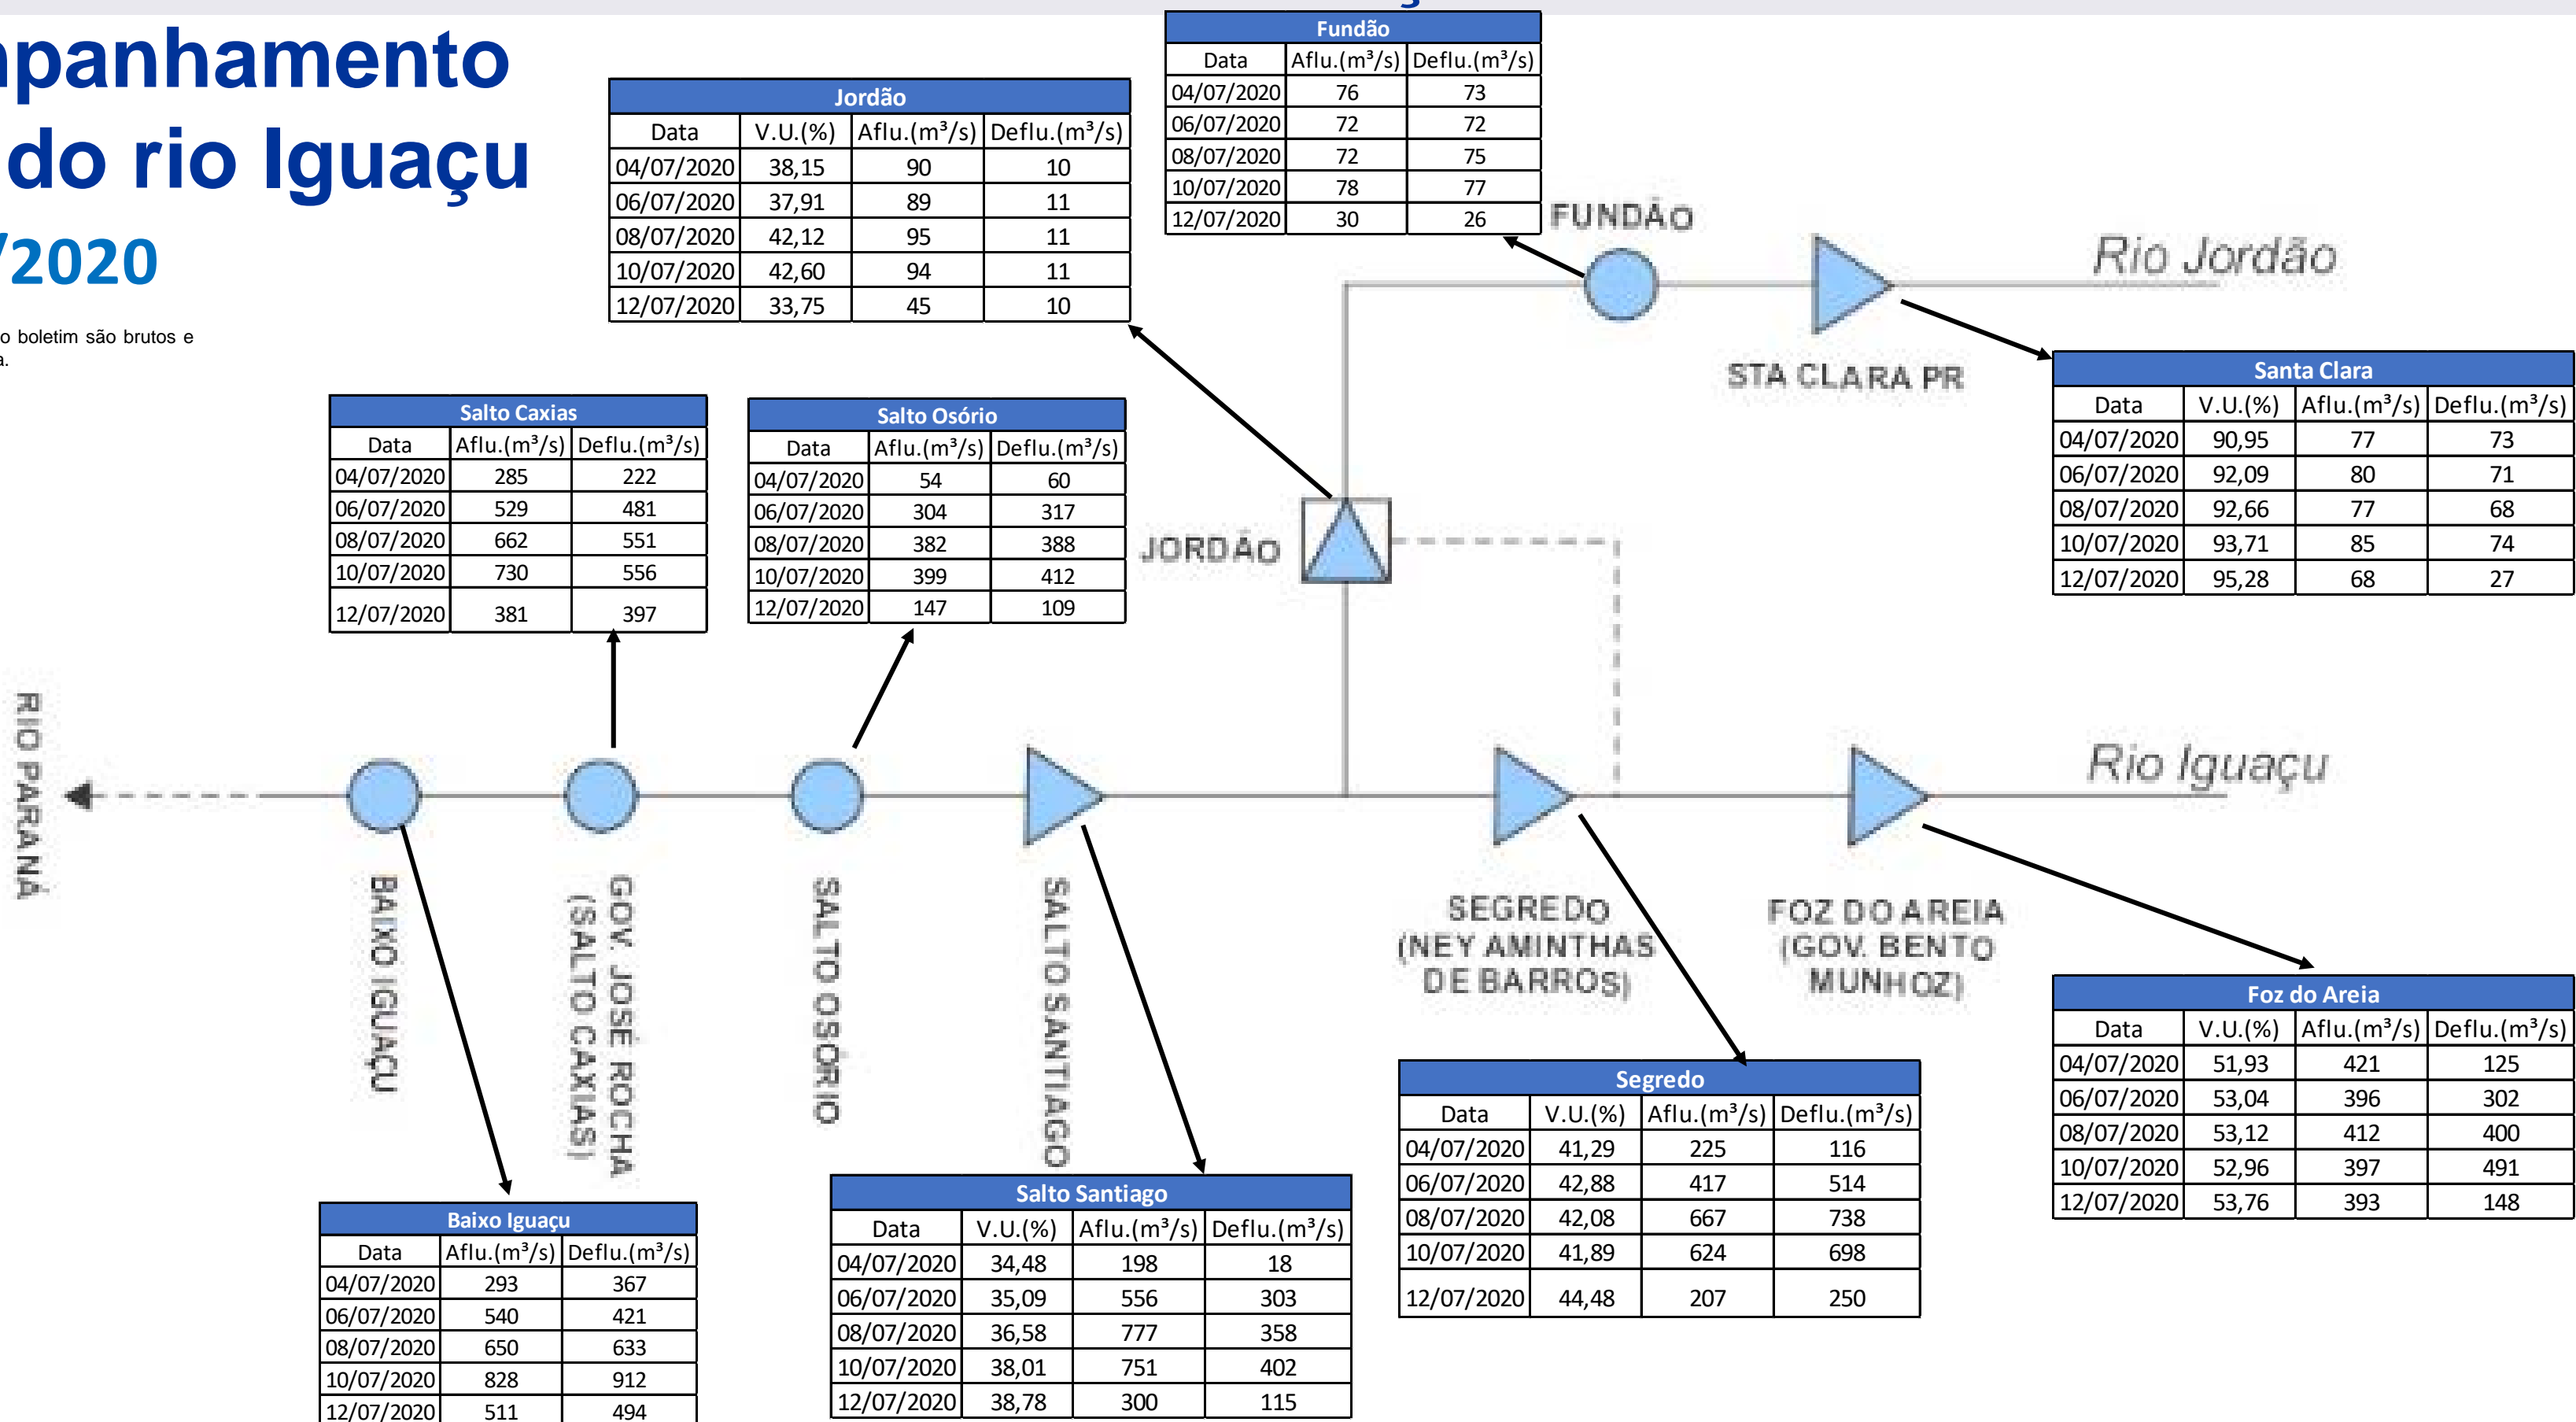 mpanhamento
do rio Iguaçu
/2020
o boletim são brutos e
a.
Fundão
Data Aflu.(m³/s) Deflu.(m³/s)
04/07/2020 76 73
06/07/2020 72 72
08/07/2020 72 75
10/07/2020 78 77
12/07/2020 30 26
Jordão
Data V.U.(%) Aflu.(m³/s) Deflu.(m³/s)
04/07/2020 38,15 90 10
06/07/2020 37,91 89 11
08/07/2020 42,12 95 11
10/07/2020 42,60 94 11
12/07/2020 33,75 45 10
FUNDÃO
Rio Jordão
STA CLARA PR
Santa Clara
Data V.U.(%) Aflu.(m³/s) Deflu.(m³/s)
04/07/2020 90,95 77 73
06/07/2020 92,09 80 71
08/07/2020 92,66 77 68
10/07/2020 93,71 85 74
12/07/2020 95,28 68 27
Salto Caxias
Data Aflu.(m³/s) Deflu.(m³/s)
04/07/2020 285 222
06/07/2020 529 481
08/07/2020 662 551
10/07/2020 730 556
12/07/2020 381 397
Salto Osório
Data Aflu.(m³/s) Deflu.(m³/s)
04/07/2020 54 60
06/07/2020 304 317
08/07/2020 382 388
10/07/2020 399 412
12/07/2020 147 109
JORDÃO
RIO PARANÁ
Rio Iguaçu
BAIXO IGUAÇU
GOV. JOSÉ ROCHA
(SALTO CAXIAS)
SALTO OSÓRIO
SALTO SANTIAGO
SEGREDO
(NEY AMINTHAS
DE BARROS)
FOZ DO AREIA
(GOV. BENTO
MUNHOZ)
Foz do Areia
Data V.U.(%) Aflu.(m³/s) Deflu.(m³/s)
04/07/2020 51,93 421 125
06/07/2020 53,04 396 302
08/07/2020 53,12 412 400
10/07/2020 52,96 397 491
12/07/2020 53,76 393 148
Segredo
Data V.U.(%) Aflu.(m³/s) Deflu.(m³/s)
04/07/2020 41,29 225 116
06/07/2020 42,88 417 514
08/07/2020 42,08 667 738
10/07/2020 41,89 624 698
12/07/2020 44,48 207 250
Salto Santiago
Data V.U.(%) Aflu.(m³/s) Deflu.(m³/s)
04/07/2020 34,48 198 18
06/07/2020 35,09 556 303
08/07/2020 36,58 777 358
10/07/2020 38,01 751 402
12/07/2020 38,78 300 115
Baixo Iguaçu
Data Aflu.(m³/s) Deflu.(m³/s)
04/07/2020 293 367
06/07/2020 540 421
08/07/2020 650 633
10/07/2020 828 912
12/07/2020 511 494